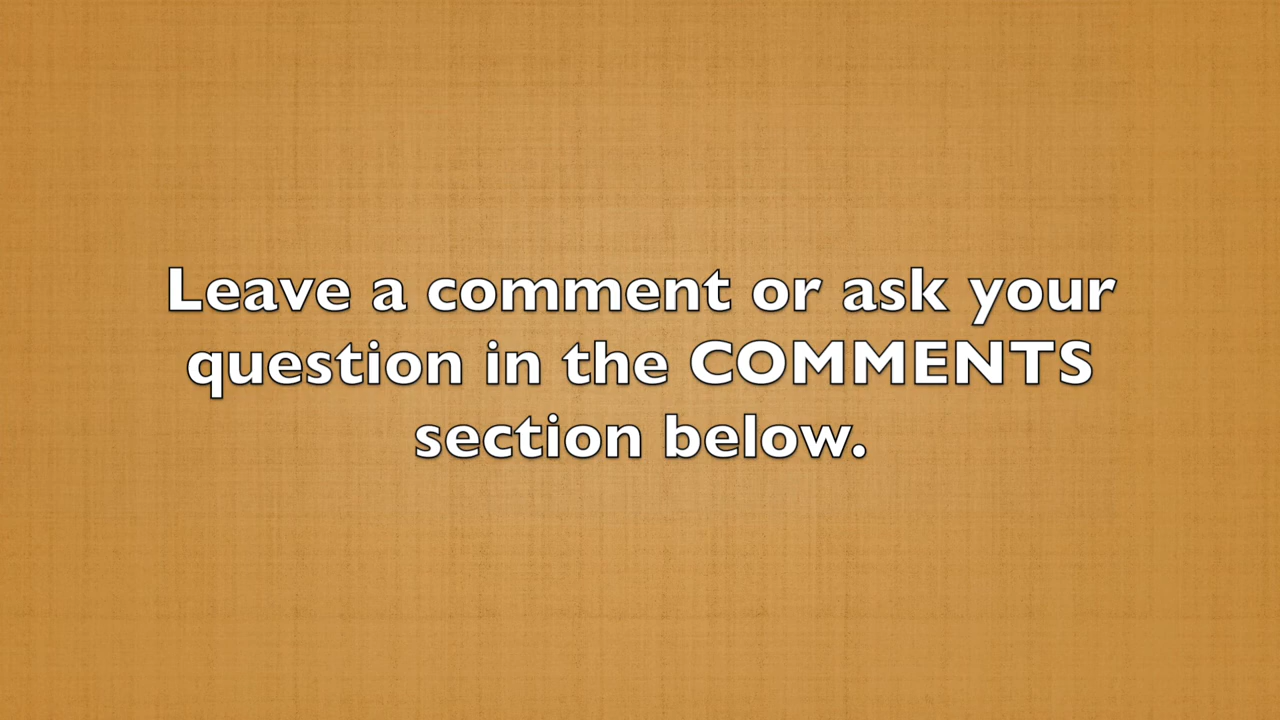 Leave a comment or ask your
question in the COMMENTS
section below.